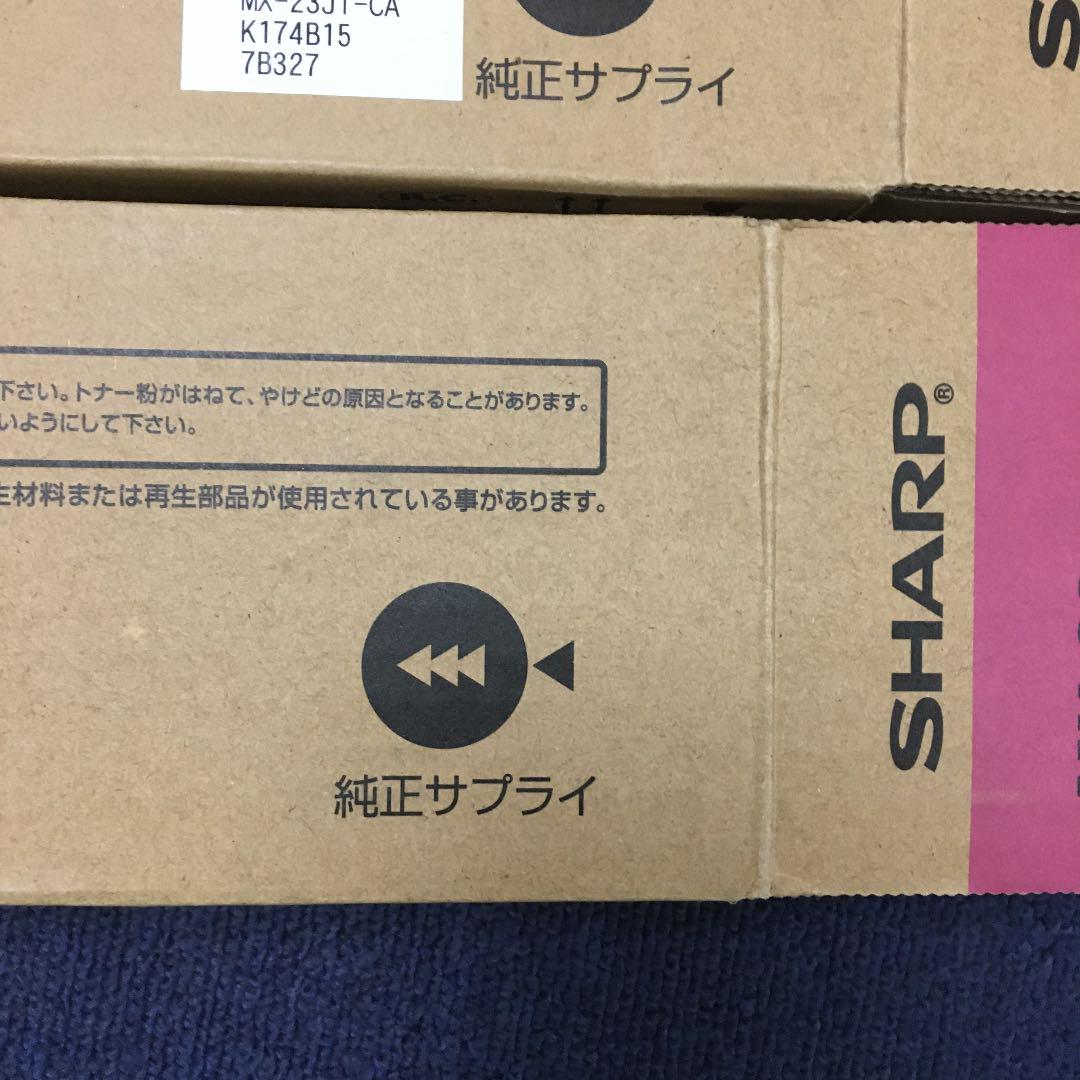 MX-23JT-CA
K174B15
7B327
純正サプライ
R.C.
下さい。トナー粉がはねて、やけどの原因となることがあります。
いようにして下さい。
生材料または再生部品が使用されている事があります。
純正サプライ
SHARP®